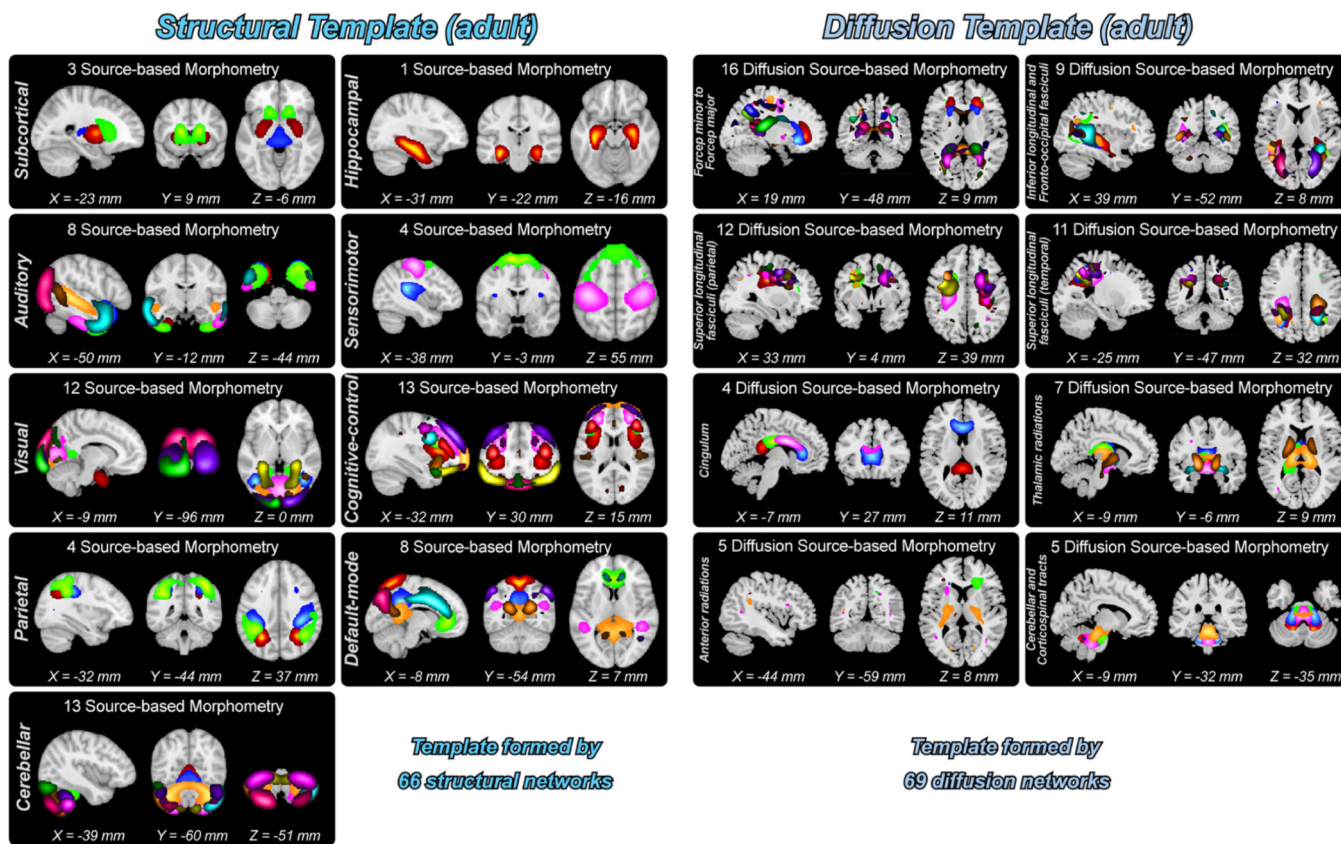 Structural Template (adult)
3 Source-based Morphometry
Subcortical
X = -23 mm Y = 9 mm Z = -6 mm
1 Source-based Morphometry
Hippocampal
X = -31 mm Y = -22 mm Z = -16 mm
8 Source-based Morphometry
Auditory
X = -50 mm Y = -12 mm Z = -44 mm
4 Source-based Morphometry
Sensorimotor
X = -38 mm Y = -3 mm Z = 55 mm
12 Source-based Morphometry
Visual
X = -9 mm Y = -96 mm Z = 0 mm
13 Source-based Morphometry
Cognitive-control
X = -32 mm Y = 30 mm Z = 15 mm
4 Source-based Morphometry
Parietal
X = -32 mm Y = -44 mm Z = 37 mm
8 Source-based Morphometry
Default-mode
X = -8 mm Y = -54 mm Z = 7 mm
13 Source-based Morphometry
Cerebellar
X = -39 mm Y = -60 mm Z = -51 mm
Template formed by
66 structural networks
Diffusion Template (adult)
16 Diffusion Source-based Morphometry
Forcep minor to
Forcep major
X = 19 mm Y = -48 mm Z = 9 mm
9 Diffusion Source-based Morphometry
Inferior longitudinal and
Fronto-occipital fasciculi
X = 39 mm Y = -52 mm Z = 8 mm
12 Diffusion Source-based Morphometry
Superior longitudinal
fasciculi (parietal)
X = 33 mm Y = 4 mm Z = 39 mm
11 Diffusion Source-based Morphometry
Superior longitudinal
fasciculi (temporal)
X = -25 mm Y = -47 mm Z = 32 mm
4 Diffusion Source-based Morphometry
Cingulum
X = -7 mm Y = 27 mm Z = 11 mm
7 Diffusion Source-based Morphometry
Thalamic radiations
X = -9 mm Y = -6 mm Z = 9 mm
5 Diffusion Source-based Morphometry
Anterior radiations
X = -44 mm Y = -59 mm Z = 8 mm
5 Diffusion Source-based Morphometry
Cerebellar and
Corticospinal tracts
X = -9 mm Y = -32 mm Z = -35 mm
Template formed by
69 diffusion networks